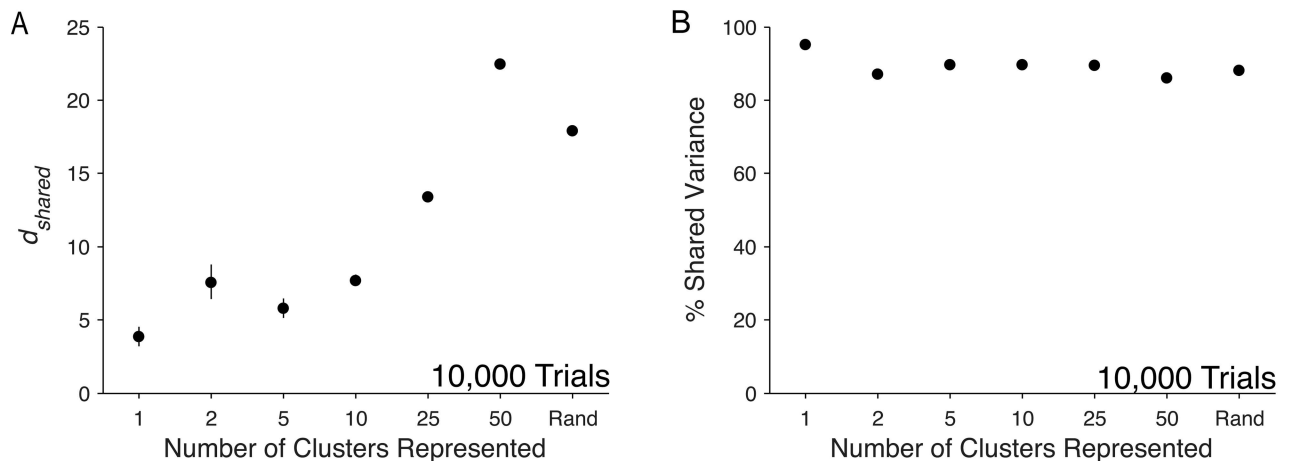 A
25
20
15
10
5
0
d shared
10,000 Trials
1 2 5 10 25 50 Rand
Number of Clusters Represented
B
100
80
60
40
20
0
% Shared Variance
10,000 Trials
1 2 5 10 25 50 Rand
Number of Clusters Represented